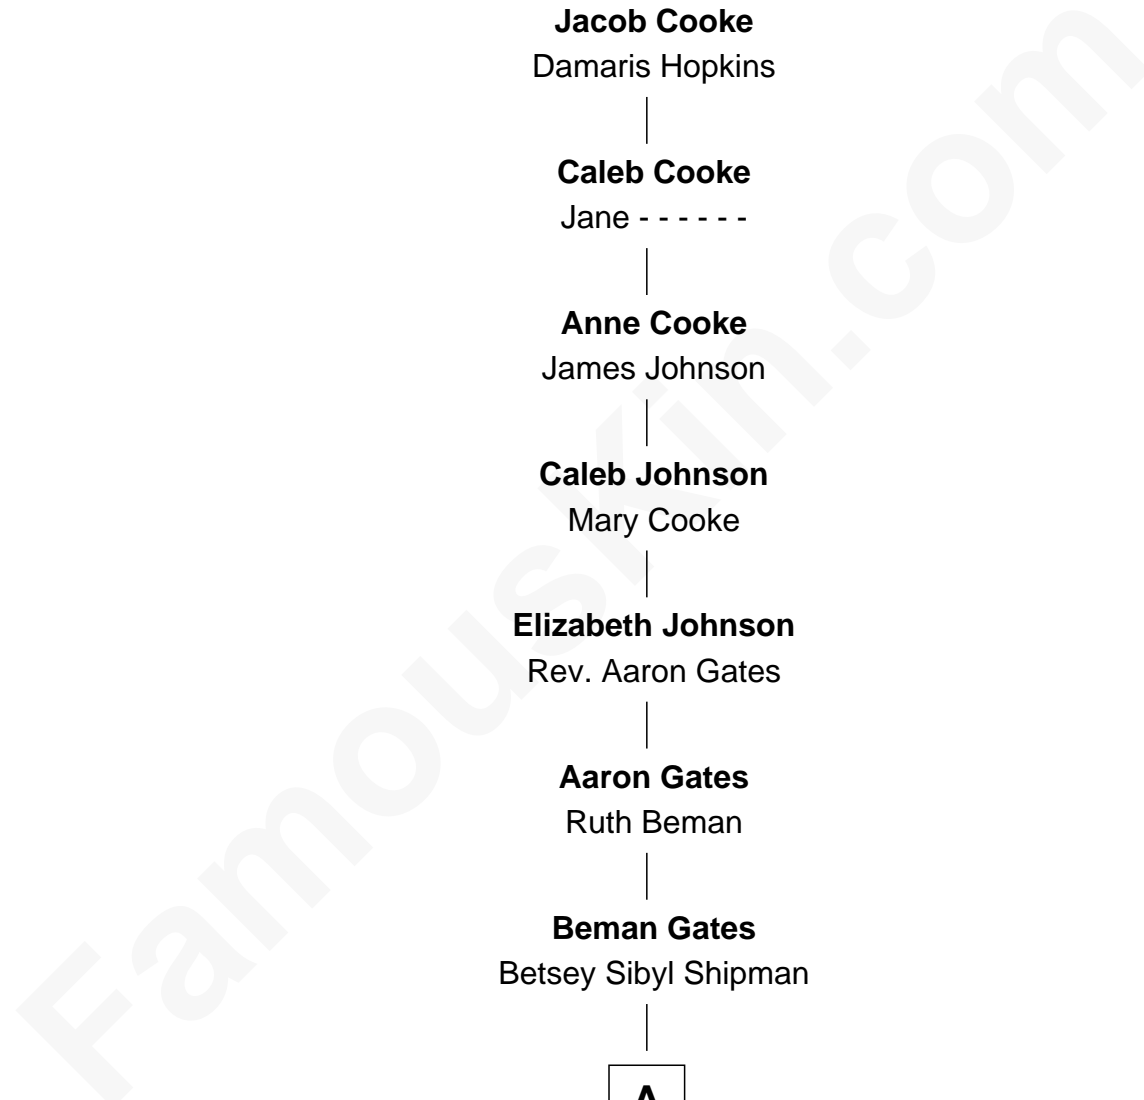 Jacob Cooke
Damaris Hopkins
Caleb Cooke
Jane - - - - - -
Anne Cooke
James Johnson
Caleb Johnson
Mary Cooke
Elizabeth Johnson
Rev. Aaron Gates
Aaron Gates
Ruth Beman
Beman Gates
Betsey Sibyl Shipman
A
FamousKin.com